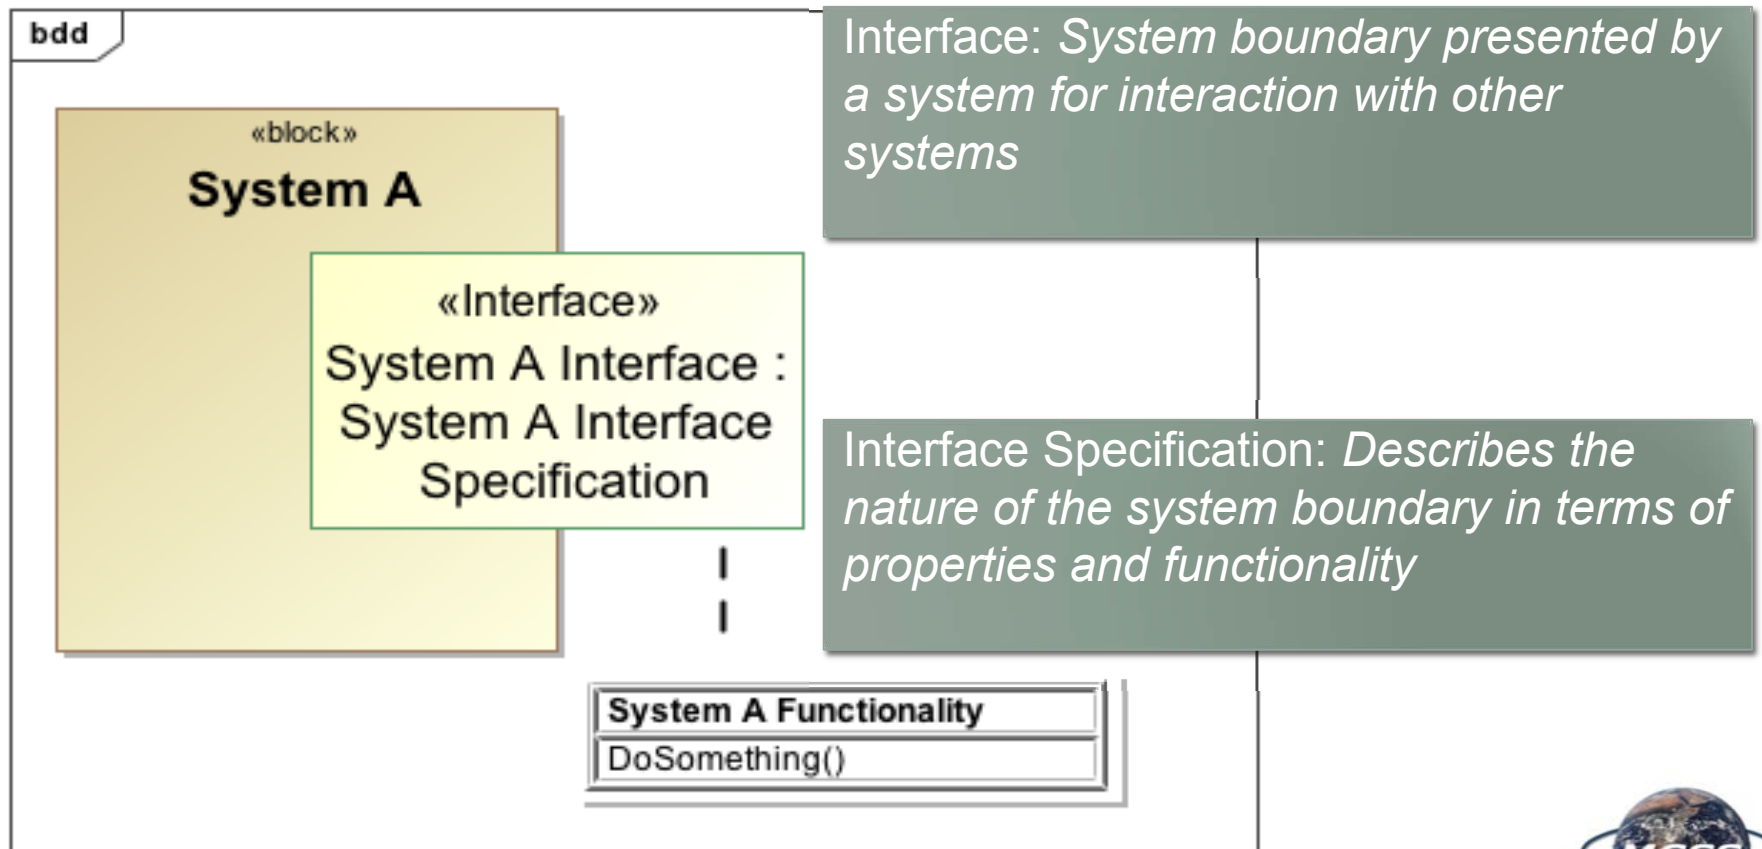 bdd
«block»
System A
«Interface»
System A Interface :
System A Interface
Specification
System A Functionality
DoSomething()
Interface: System boundary presented by
a system for interaction with other
systems
Interface Specification: Describes the
nature of the system boundary in terms of
properties and functionality